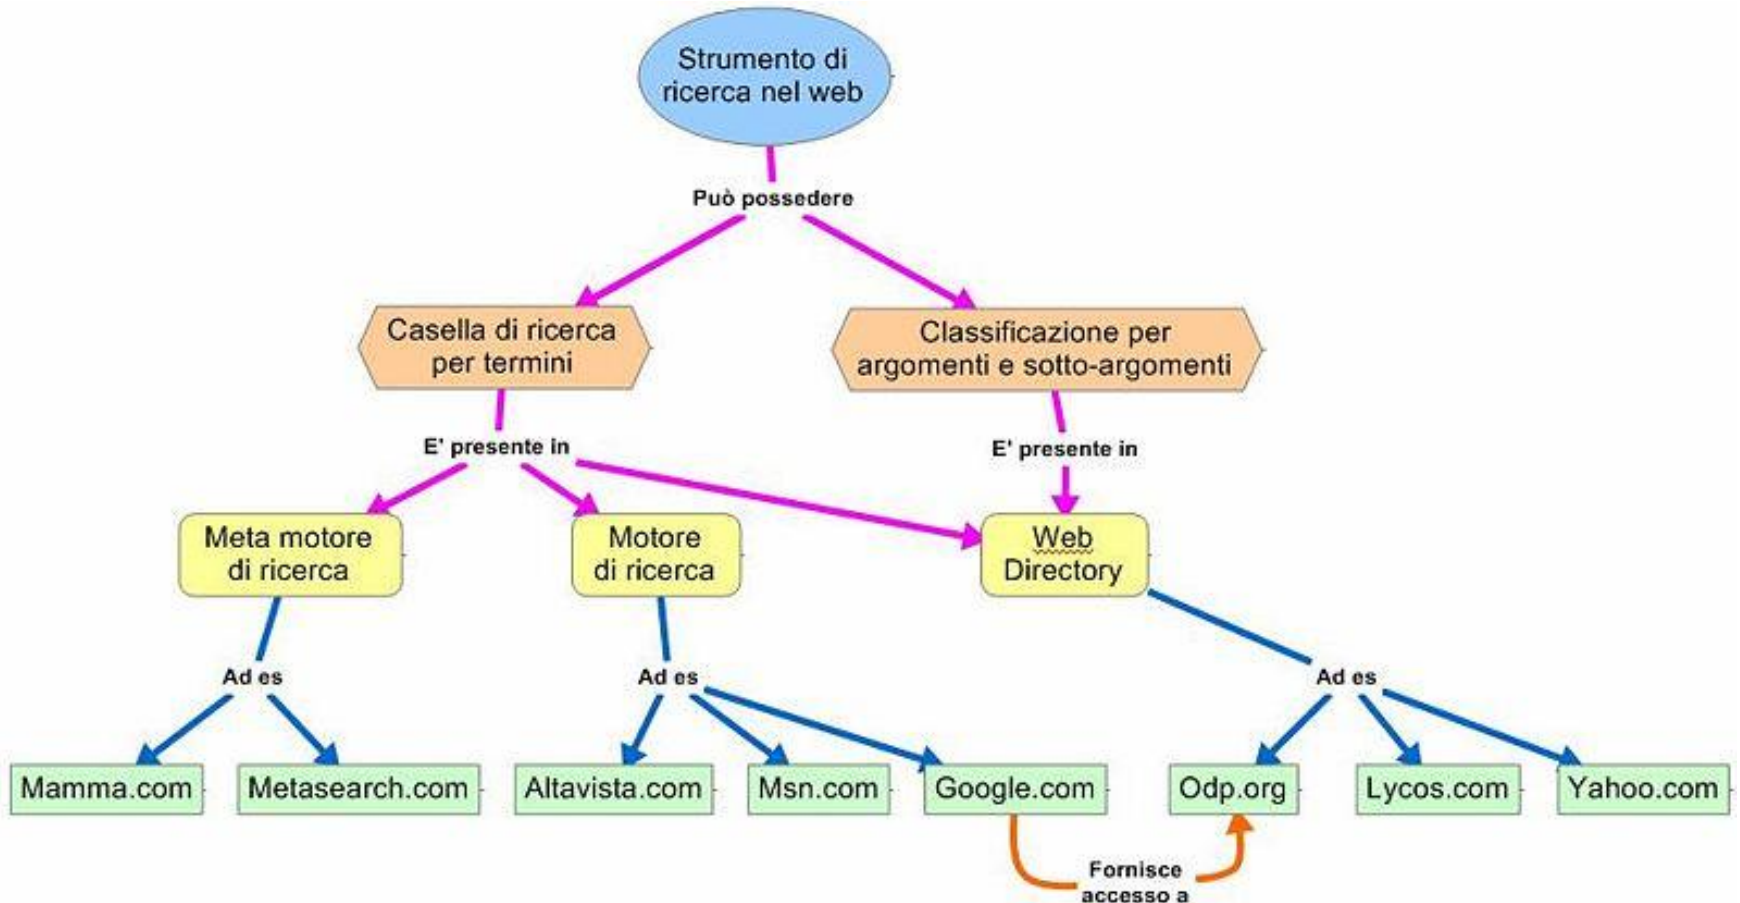 Strumento di
ricerca nel web
Può possedere
Casella di ricerca
per termini
Classificazione per
argomenti e sotto-argomenti
E' presente in
E' presente in
Meta motore
di ricerca
Motore
di ricerca
Web
Directory
Ad es
Ad es
Ad es
Mamma.com
Metasearch.com
Altavista.com
Msn.com
Google.com
Odp.org
Lycos.com
Yahoo.com
Fornisce
accesso a